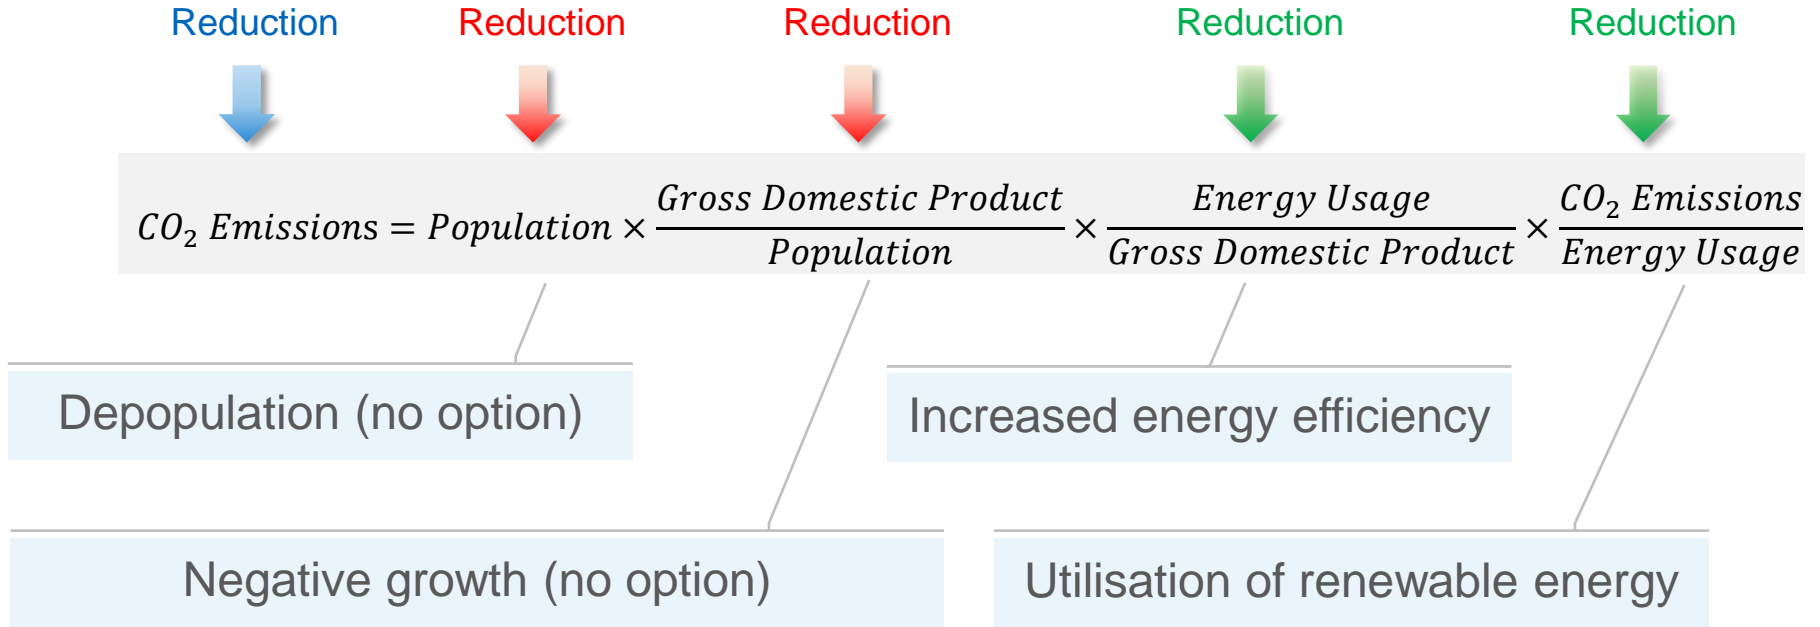 Reduction Reduction Reduction Reduction Reduction
CO₂ Emissions = Population × Gross Domestic Product / Population × Energy Usage / Gross Domestic Product × CO₂ Emissions / Energy Usage
Depopulation (no option)
Increased energy efficiency
Negative growth (no option)
Utilisation of renewable energy